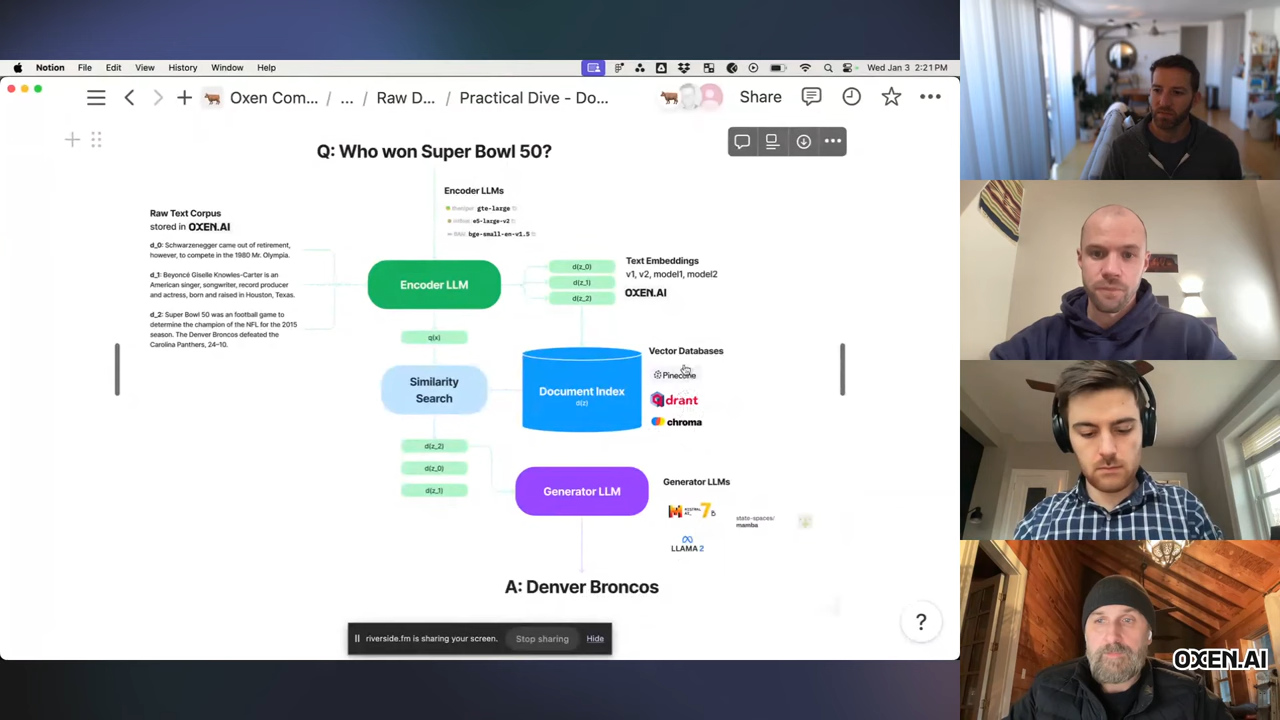 Notion File Edit View History Window Help Wed Jan 3 2:21 PM
Oxen Com... / ... / Raw D... / Practical Dive - Do... Share
Q: Who won Super Bowl 50?
Encoder LLMs
gte-large
e5-large-v2
bge-small-en-v1.5
Raw Text Corpus
stored in OXEN.AI
d_0: Schwarzenegger came out of retirement,
however, to compete in the 1980 Mr. Olympia.
d_1: Beyoncé Giselle Knowles-Carter is an
American singer, songwriter, record producer
and actress, born and raised in Houston, Texas.
d_2: Super Bowl 50 was an football game to
determine the champion of the NFL for the 2015
season. The Denver Broncos defeated the
Carolina Panthers, 24–10.
Encoder LLM
d(z_0)
d(z_1)
d(z_2)
Text Embeddings
v1, v2, model1, model2
OXEN.AI
q(x)
Similarity
Search
Document Index
d(z)
Vector Databases
Pinecone
qdrant
chroma
d(z_2)
d(z_0)
d(z_1)
Generator LLM
Generator LLMs
MISTRAL AI_ 7B
state-spaces/
mamba
LLAMA 2
A: Denver Broncos
riverside.fm is sharing your screen. Stop sharing Hide
?
OXEN.AI